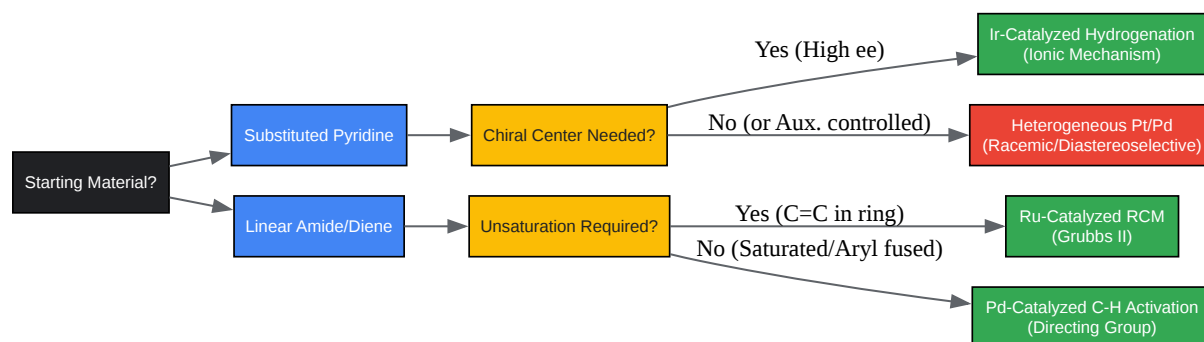 Starting Material?
Substituted Pyridine
Linear Amide/Diene
Chiral Center Needed?
Unsaturation Required?
Yes (High ee)
No (or Aux. controlled)
Yes (C=C in ring)
No (Saturated/Aryl fused)
Ir-Catalyzed Hydrogenation
(Ionic Mechanism)
Heterogeneous Pt/Pd
(Racemic/Diastereoselective)
Ru-Catalyzed RCM
(Grubbs II)
Pd-Catalyzed C-H Activation
(Directing Group)